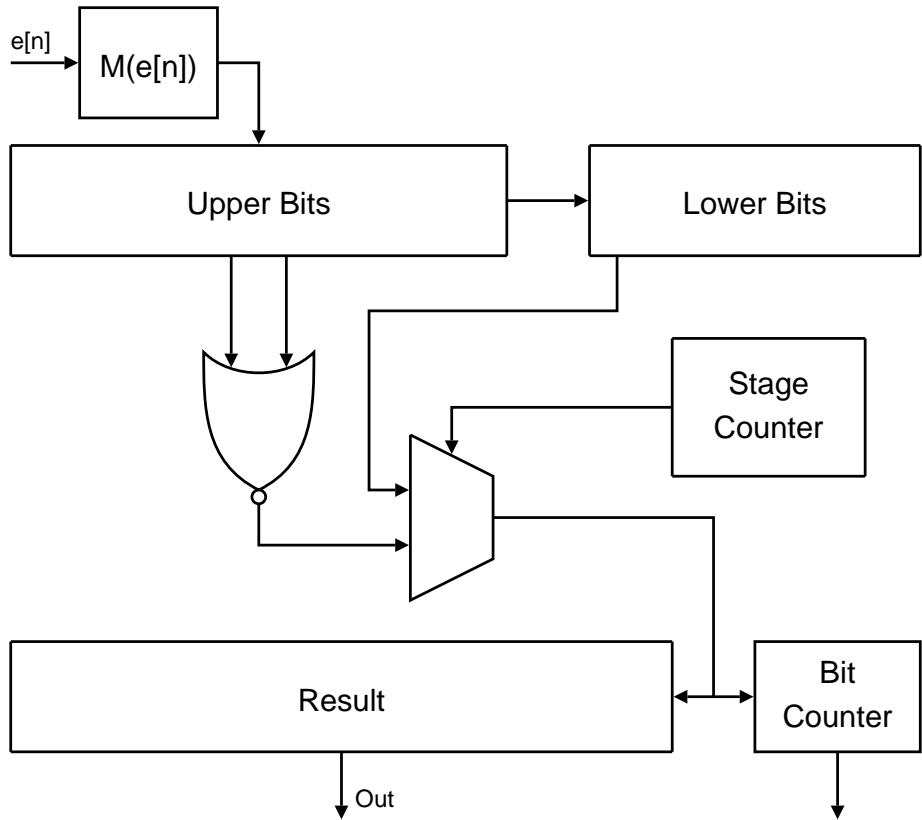 e[n]
M(e[n])
Upper Bits
Lower Bits
Stage
Counter
Result
Bit
Counter
Out